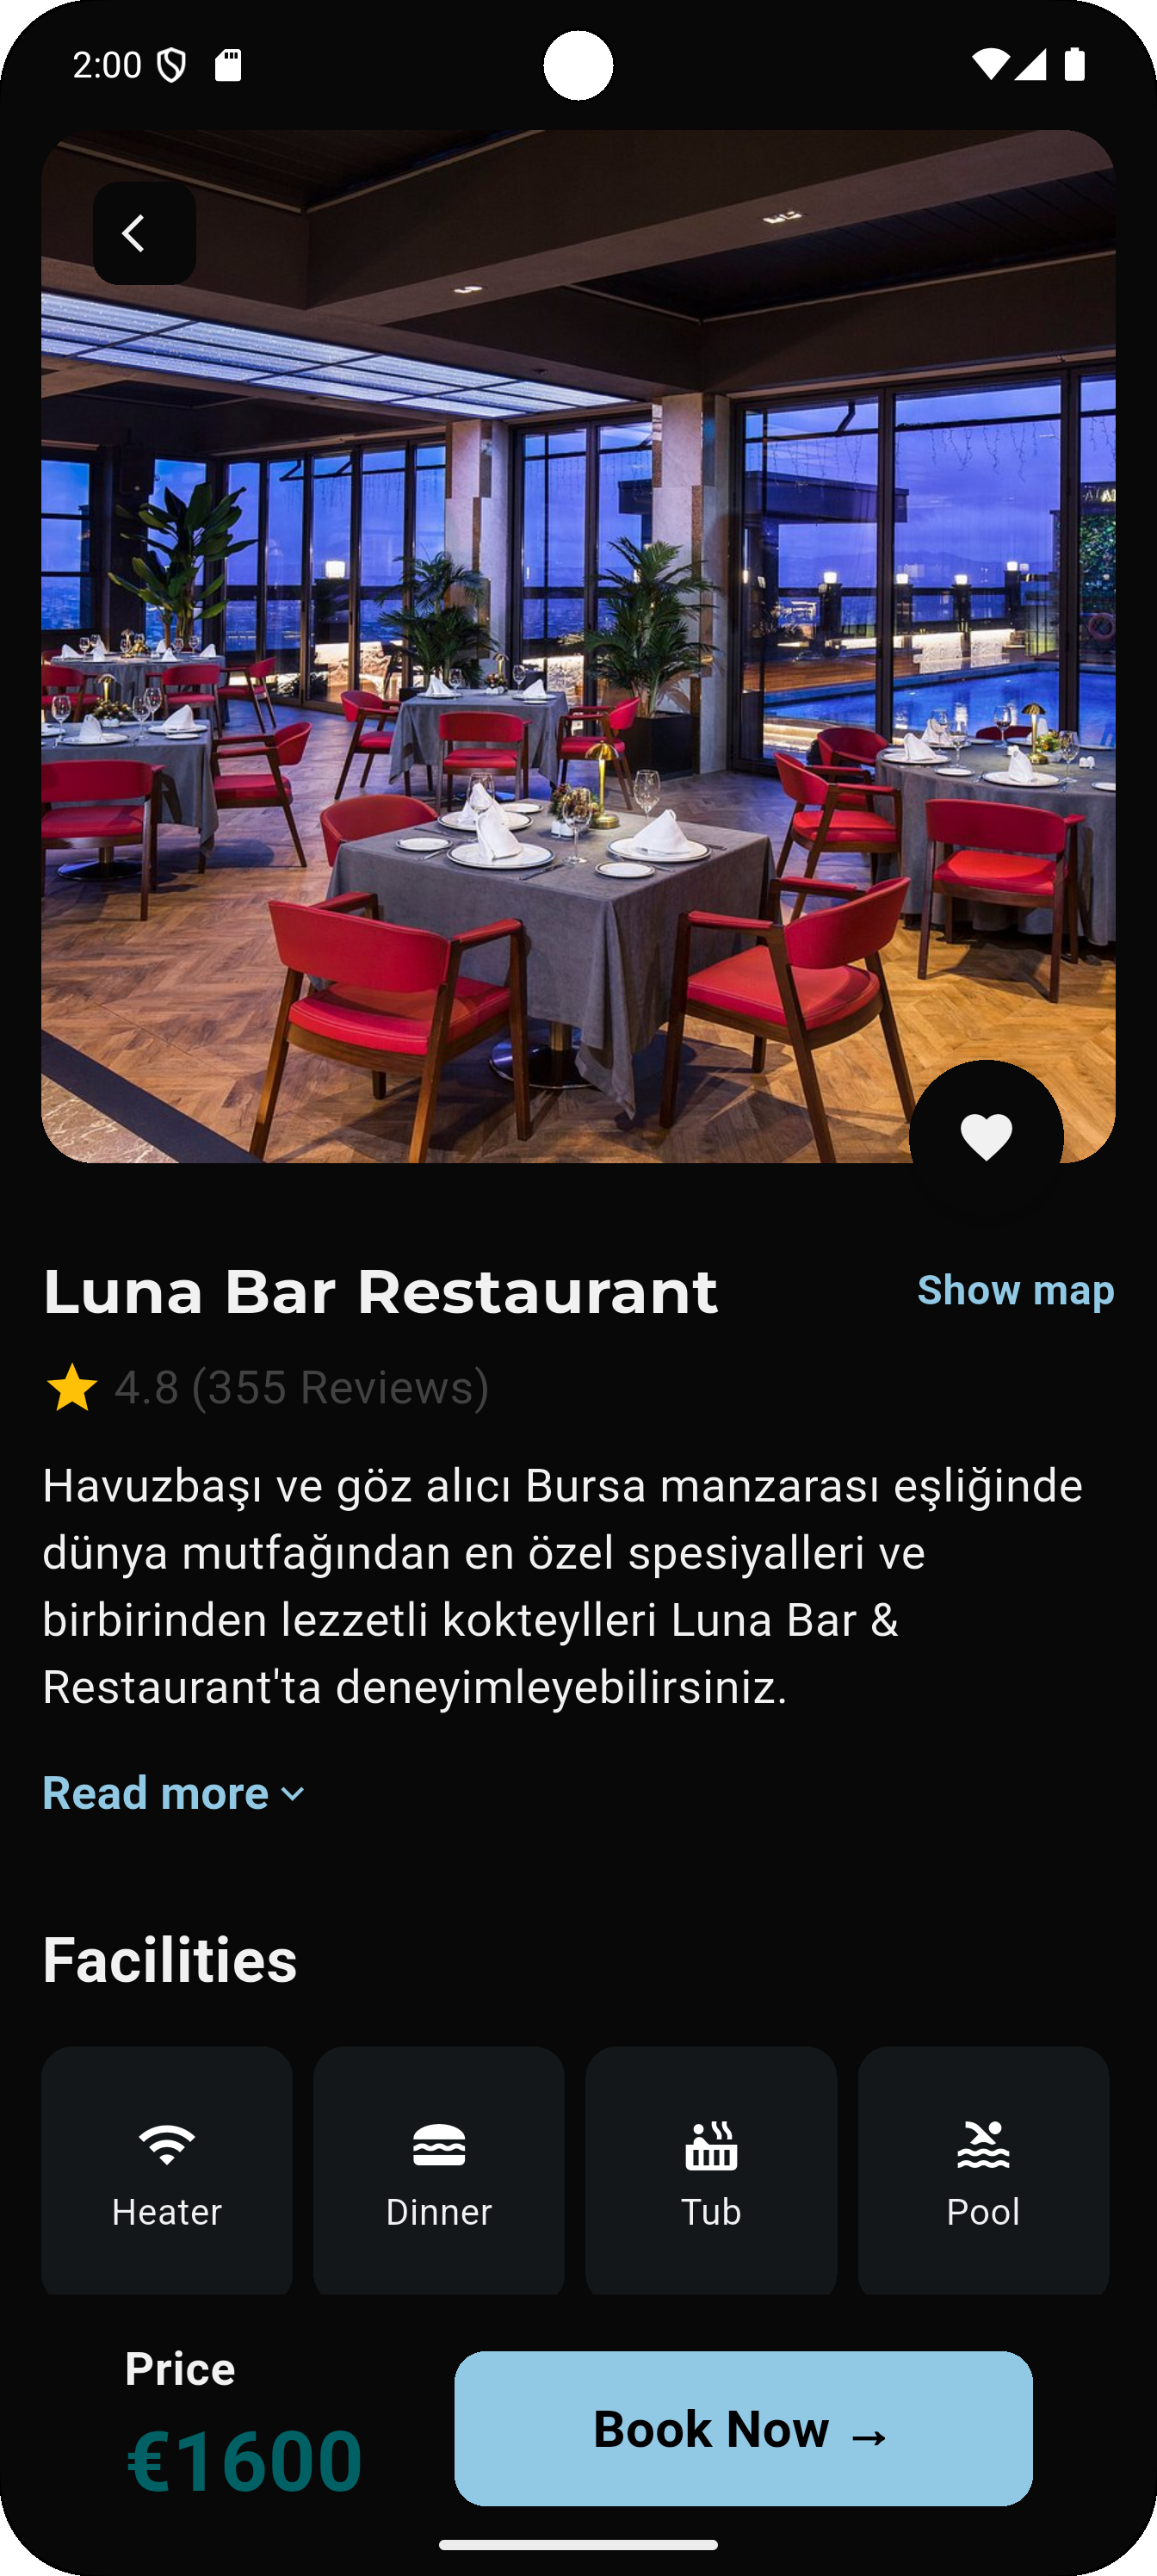 2:00
Luna Bar Restaurant
Show map
4.8 (355 Reviews)
Havuzbaşı ve göz alıcı Bursa manzarası eşliğinde
dünya mutfağından en özel spesiyalleri ve
birbirinden lezzetli kokteylleri Luna Bar &
Restaurant'ta deneyimleyebilirsiniz.
Read more
Facilities
Heater
Dinner
Tub
Pool
Price
€1600
Book Now →